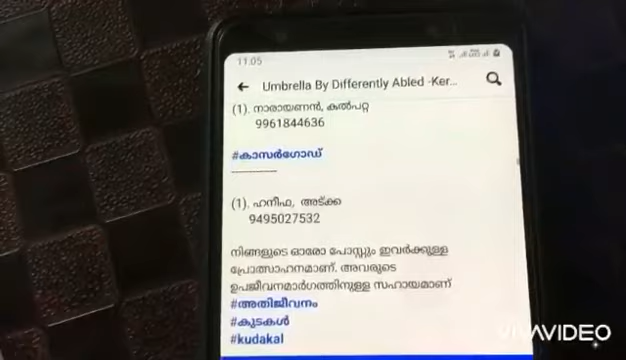 11.05
Umbrella By Differently Abled -Ker...
(1). നാരായണൻ, കൽപറ്റ
9961844636
#കാസർഗോഡ്
(1). ഹനീഫ, അട്ക്ക
9495027532
നിങ്ങളുടെ ഓരോ പോസ്റ്റും ഇവർക്കുള്ള
പ്രോത്സാഹനമാണ്. അവരുടെ
ഉപജീവനമാർഗത്തിനുള്ള സഹായമാണ്
#അതിജീവനം
#കുടകൾ
#kudakal
VIVAVIDEO